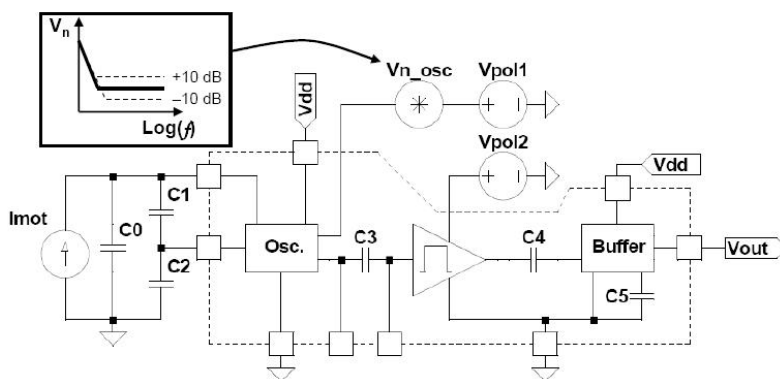 Vn
+10 dB
–10 dB
Log(f)
Vn_osc
Vpol1
Vdd
Vpol2
Vdd
Imot
C0
C1
C2
Osc.
C3
C4
Buffer
C5
Vout